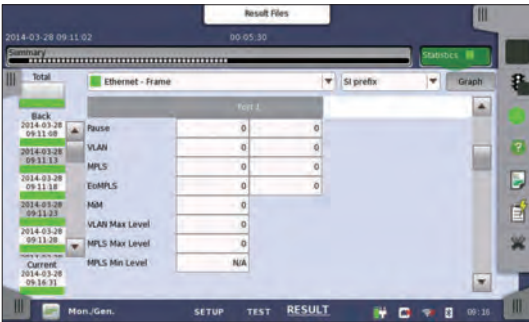 Result Files
2014-03-28 09:11:02 00:05:30
Summary
Statistics
Total
Ethernet - Frame SI prefix Graph
Port 1
Back
2014-03-28
09:11:08
2014-03-28
09:11:13
2014-03-28
09:11:18
2014-03-28
09:11:23
2014-03-28
09:11:28
Current
2014-03-28
09:16:31
Pause 0 0
VLAN 0 0
MPLS 0 0
EoMPLS 0 0
MiM 0
VLAN Max Level 0
MPLS Max Level 0
MPLS Min Level N/A
Mon./Gen. SETUP TEST RESULT 09:16